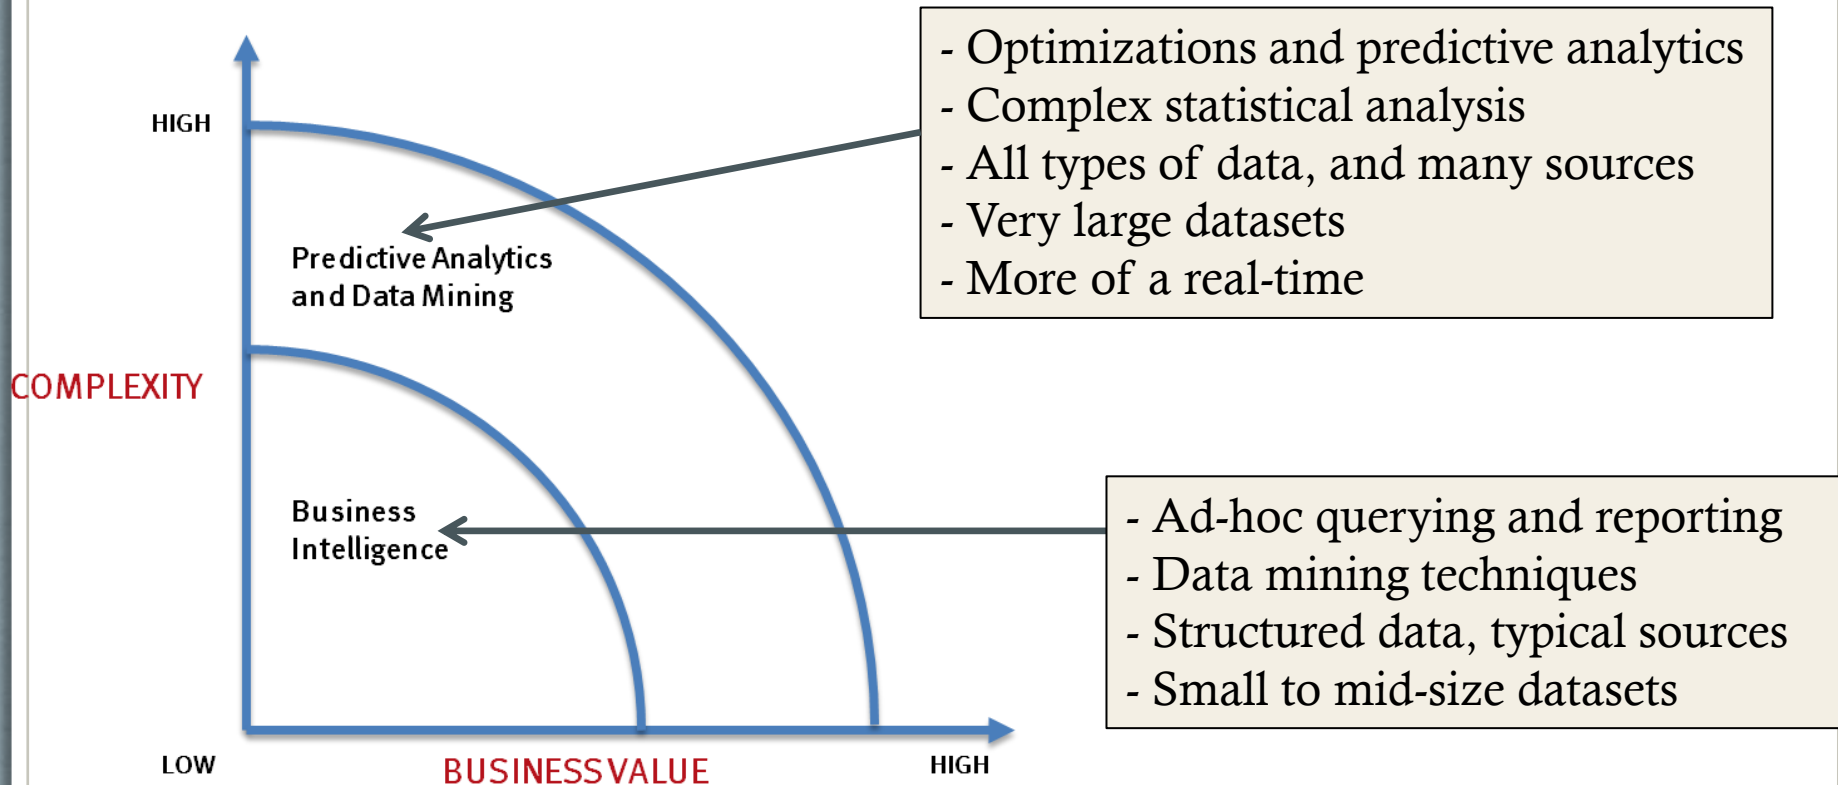 - Optimizations and predictive analytics
- Complex statistical analysis
- All types of data, and many sources
- Very large datasets
- More of a real-time
HIGH
Predictive Analytics
and Data Mining
COMPLEXITY
Business
Intelligence
- Ad-hoc querying and reporting
- Data mining techniques
- Structured data, typical sources
- Small to mid-size datasets
LOW
BUSINESS VALUE
HIGH